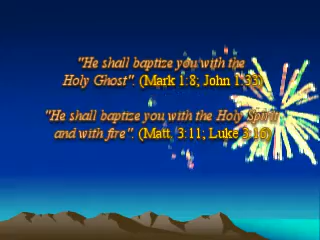 "He shall baptize you with the
Holy Ghost". (Mark 1:8; John 1:33)
"He shall baptize you with the Holy Spirit
and with fire". (Matt. 3:11; Luke 3:16)